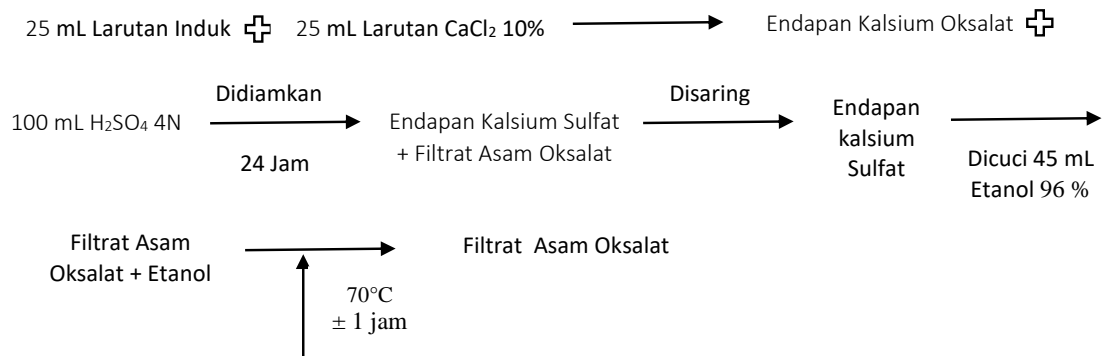 25 mL Larutan Induk 25 mL Larutan CaCl₂ 10% Endapan Kalsium Oksalat
100 mL H₂SO₄ 4N
Didiamkan
24 Jam
Endapan Kalsium Sulfat
+ Filtrat Asam Oksalat
Disaring
Endapan
kalsium
Sulfat
Dicuci 45 mL
Etanol 96 %
Filtrat Asam
Oksalat + Etanol
70°C
± 1 jam
Filtrat Asam Oksalat